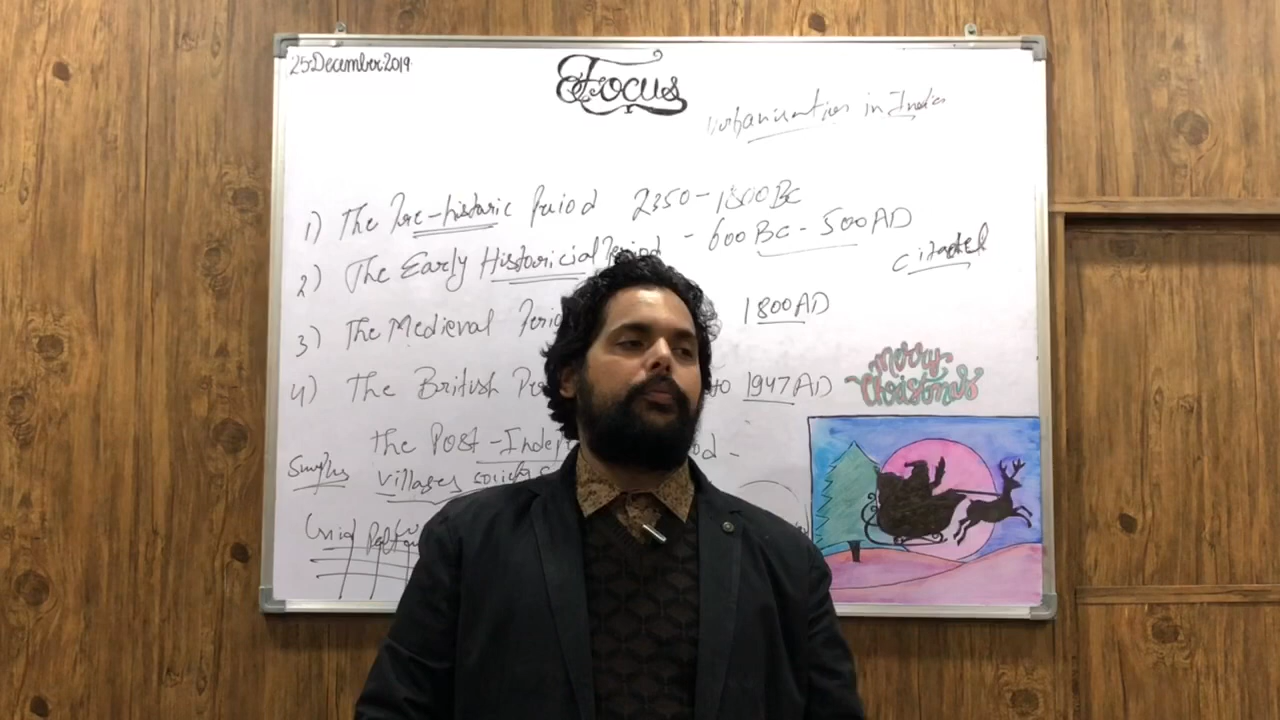 25 December 2019
Focus
Urbanisation in India
1) The Pre-historic Period 2350-1800 BC
2) The Early Historicial Period - 600 BC - 500 AD
citadel
3) The Medieval Perio 1800 AD
4) The British Pe to 1947 AD
Merry Christmas
the Post-Indep od -
Surplus villages
Grid